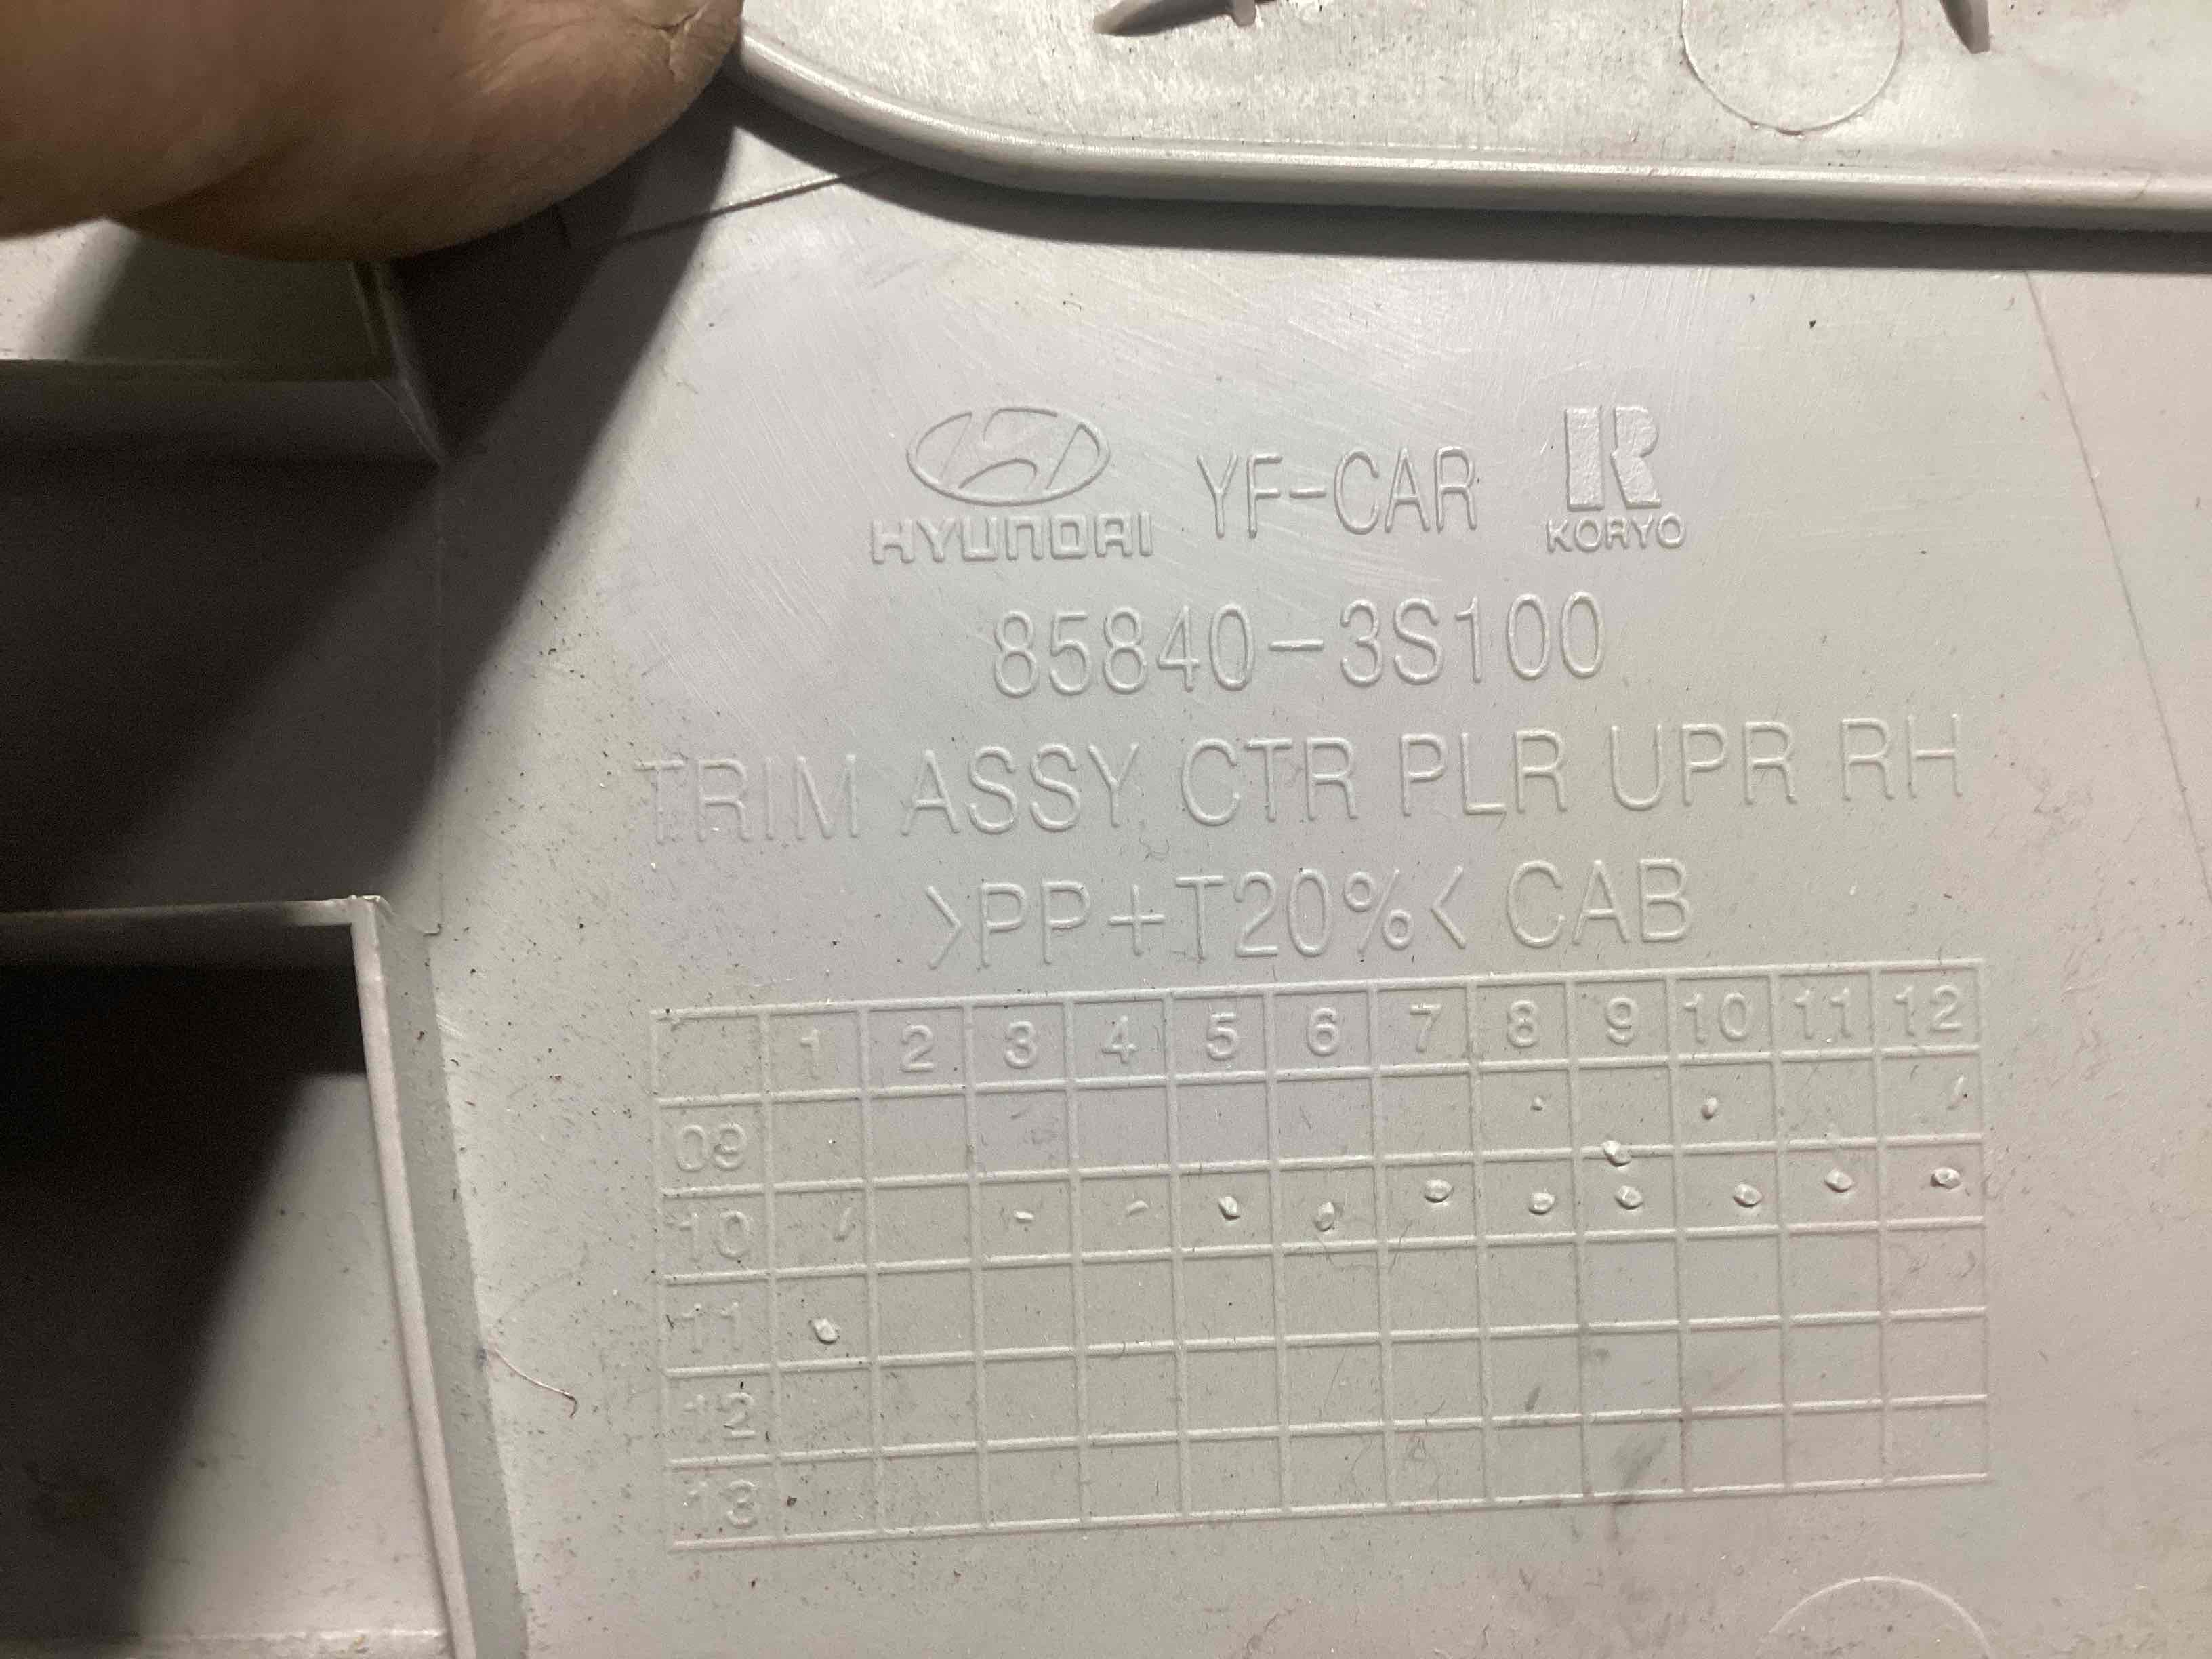 HYUNDAI YF-CAR R KORYO
85840-3S100
TRIM ASSY CTR PLR UPR RH
>PP+T20%< CAB
1 2 3 4 5 6 7 8 9 10 11 12
09
10
11
12
13